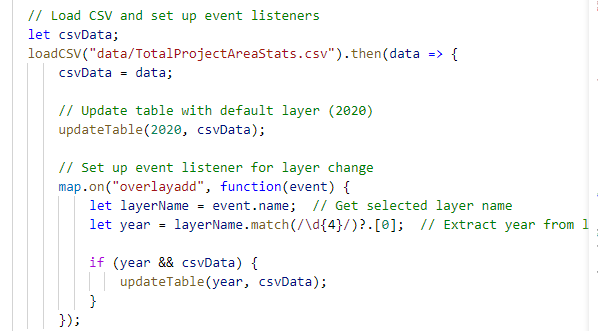 // Load CSV and set up event listeners
let csvData;
loadCSV("data/TotalProjectAreaStats.csv").then(data => {
csvData = data;
// Update table with default layer (2020)
updateTable(2020, csvData);
// Set up event listener for layer change
map.on("overlayadd", function(event) {
let layerName = event.name;  // Get selected layer name
let year = layerName.match(/\d{4}/)?.[0];  // Extract year from l
if (year && csvData) {
updateTable(year, csvData);
}
});